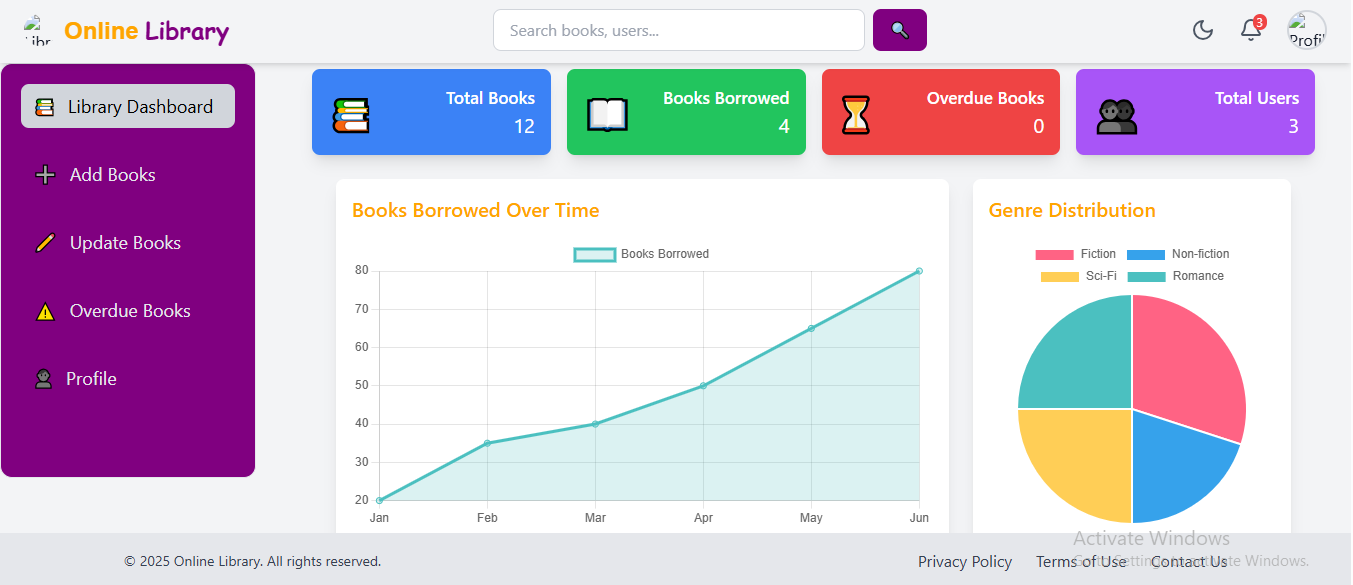 Online Library
Search books, users...
3
Library Dashboard
Add Books
Update Books
Overdue Books
Profile
Total Books
12
Books Borrowed
4
Overdue Books
0
Total Users
3
Books Borrowed Over Time
Books Borrowed
80
70
60
50
40
30
20
Jan Feb Mar Apr May Jun
Genre Distribution
Fiction Non-fiction
Sci-Fi Romance
Activate Windows
Go to Settings to activate Windows.
© 2025 Online Library. All rights reserved.
Privacy Policy Terms of Use Contact Us